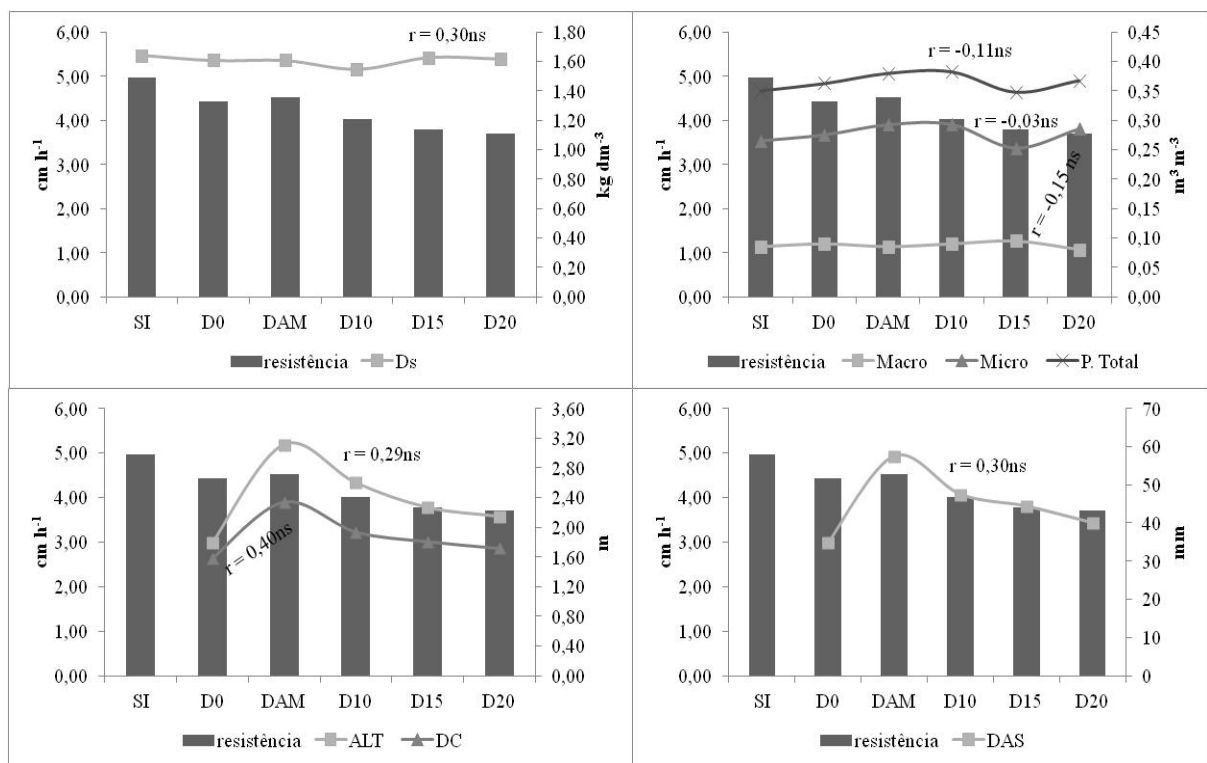 r = 0,30ns
6,00
5,00
4,00
3,00
2,00
1,00
0,00
cm h⁻¹
1,80
1,60
1,40
1,20
1,00
0,80
0,60
0,40
0,20
0,00
kg dm⁻³
SI D0 DAM D10 D15 D20
resistência Ds
r = -0,11ns
r = -0,03ns
r = -0,15 ns
6,00
5,00
4,00
3,00
2,00
1,00
0,00
cm h⁻¹
0,45
0,40
0,35
0,30
0,25
0,20
0,15
0,10
0,05
0,00
m³ m⁻³
SI D0 DAM D10 D15 D20
resistência Macro Micro P. Total
r = 0,29ns
r = 0,40ns
6,00
5,00
4,00
3,00
2,00
1,00
0,00
cm h⁻¹
3,60
3,20
2,80
2,40
2,00
1,60
1,20
0,80
0,40
0,00
m
SI D0 DAM D10 D15 D20
resistência ALT DC
r = 0,30ns
6,00
5,00
4,00
3,00
2,00
1,00
0,00
cm h⁻¹
70
60
50
40
30
20
10
0
mm
SI D0 DAM D10 D15 D20
resistência DAS